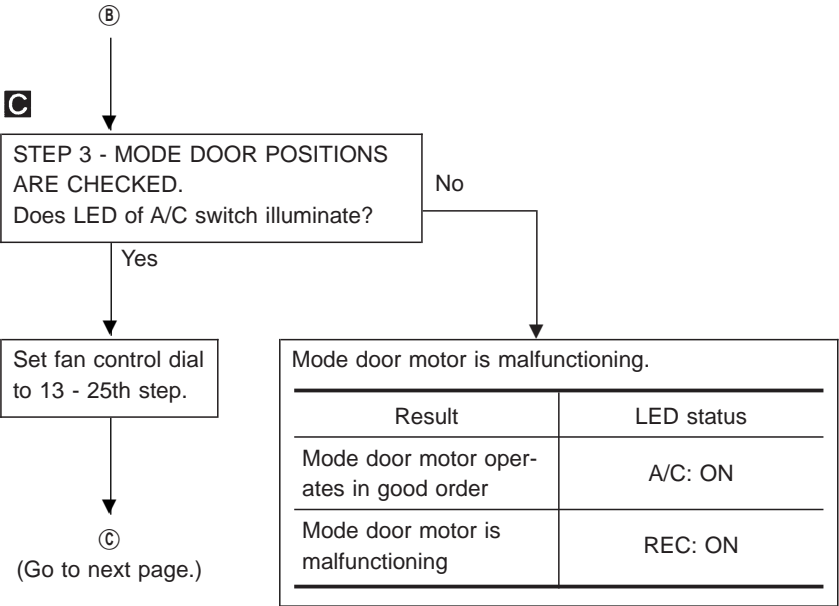 Ⓑ
C
STEP 3 - MODE DOOR POSITIONS
ARE CHECKED.
Does LED of A/C switch illuminate?
No
Yes
Set fan control dial
to 13 - 25th step.
Ⓒ
(Go to next page.)
Mode door motor is malfunctioning.
Result LED status
Mode door motor oper-
ates in good order
A/C: ON
Mode door motor is
malfunctioning
REC: ON